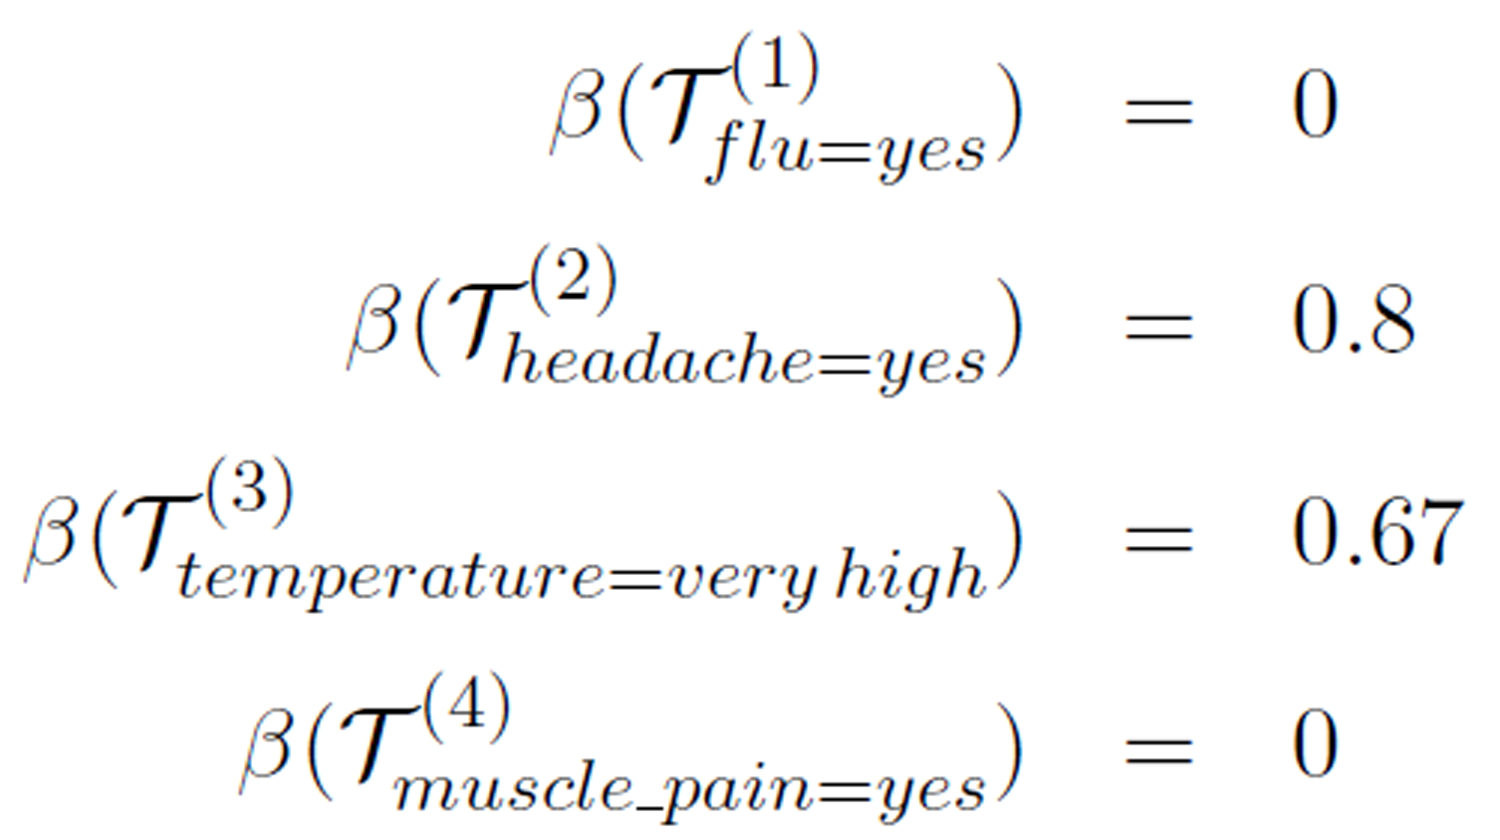 β(𝒯^{(1)}_{flu=yes}) = 0
β(𝒯^{(2)}_{headache=yes}) = 0.8
β(𝒯^{(3)}_{temperature=very high}) = 0.67
β(𝒯^{(4)}_{muscle_pain=yes}) = 0